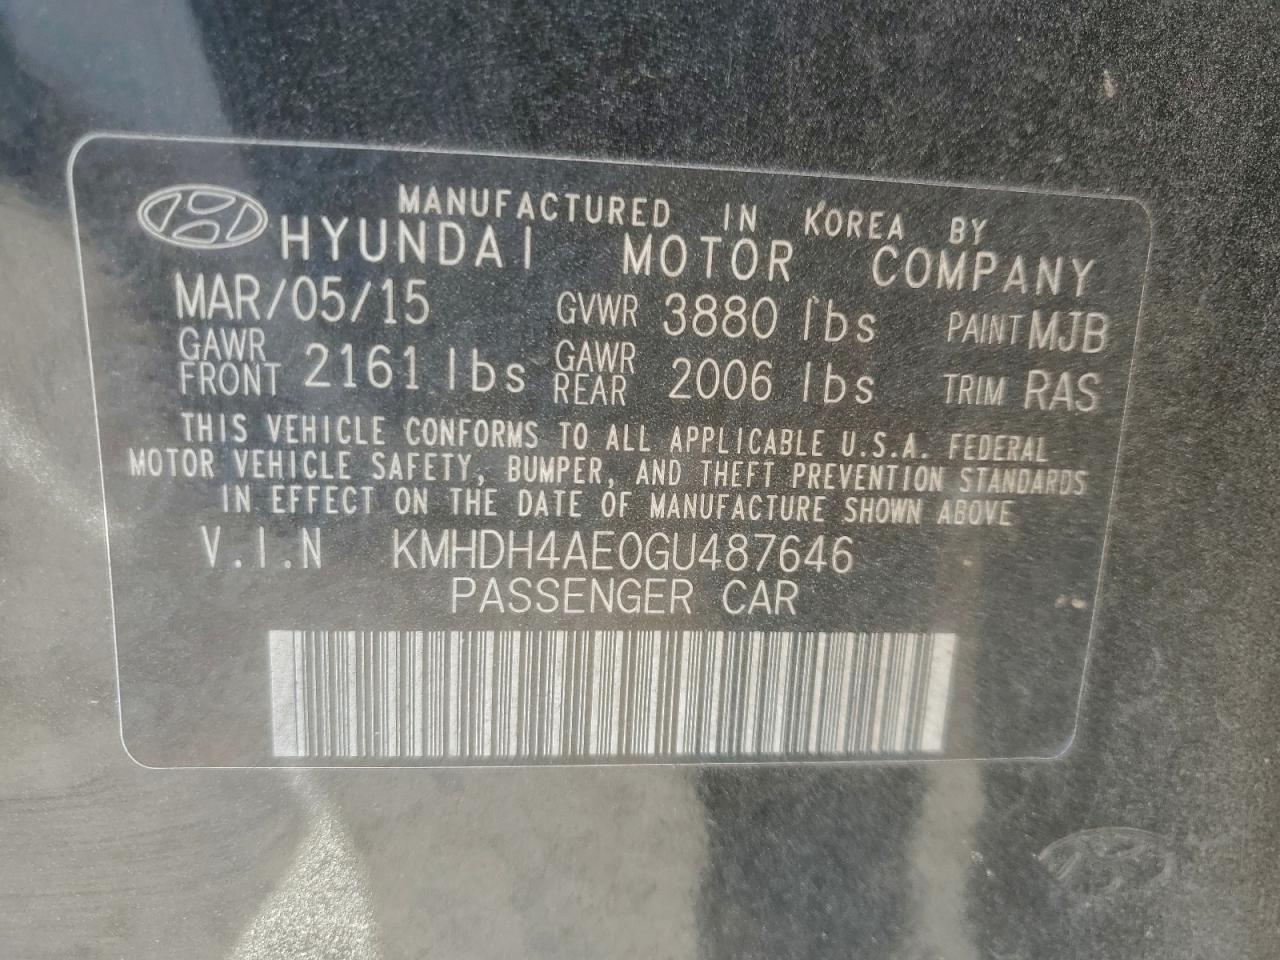 MANUFACTURED IN KOREA BY
HYUNDAI MOTOR COMPANY
MAR/05/15 GVWR 3880 lbs PAINT MJB
GAWR FRONT 2161 lbs GAWR REAR 2006 lbs TRIM RAS
THIS VEHICLE CONFORMS TO ALL APPLICABLE U.S.A. FEDERAL
MOTOR VEHICLE SAFETY, BUMPER, AND THEFT PREVENTION STANDARDS
IN EFFECT ON THE DATE OF MANUFACTURE SHOWN ABOVE
V.I.N KMHDH4AE0GU487646
PASSENGER CAR